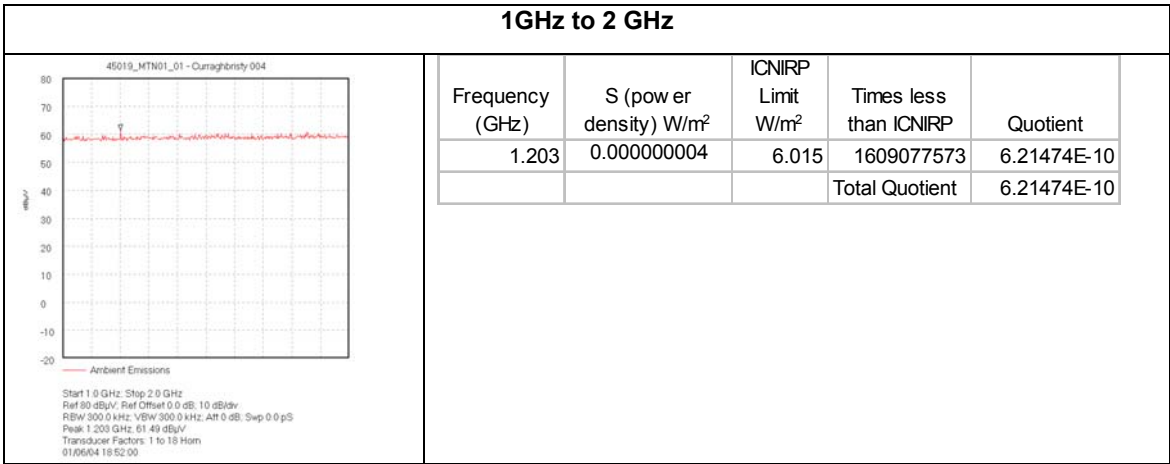 1GHz to 2 GHz
45019_MTN01_01 - Curraghbristy 004
80
70
60
50
40
30
20
10
0
-10
-20
dBµV
Ambient Emissions
Start 1.0 GHz; Stop 2.0 GHz
Ref 80 dBµV; Ref Offset 0.0 dB; 10 dB/div
RBW 300.0 kHz; VBW 300.0 kHz; Att 0 dB; Swp 0.0 pS
Peak 1.203 GHz, 61.49 dBµV
Transducer Factors: 1 to 18 Horn
01/06/04 18:52:00
Frequency (GHz) S (pow er density) W/m² ICNIRP Limit W/m² Times less than ICNIRP Quotient
1.203 0.000000004 6.015 1609077573 6.21474E-10
Total Quotient 6.21474E-10